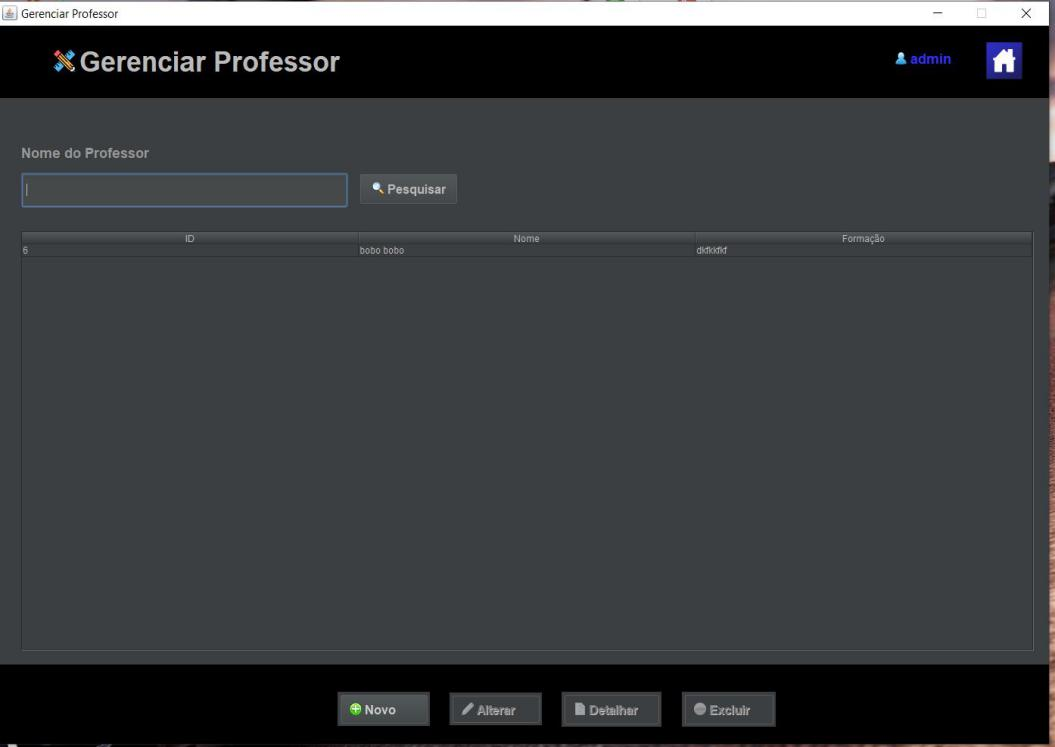 Gerenciar Professor
Gerenciar Professor
admin
Nome do Professor
Pesquisar
ID Nome Formação
6 bobo bobo dkfkkfkf
Novo Alterar Detalhar Excluir